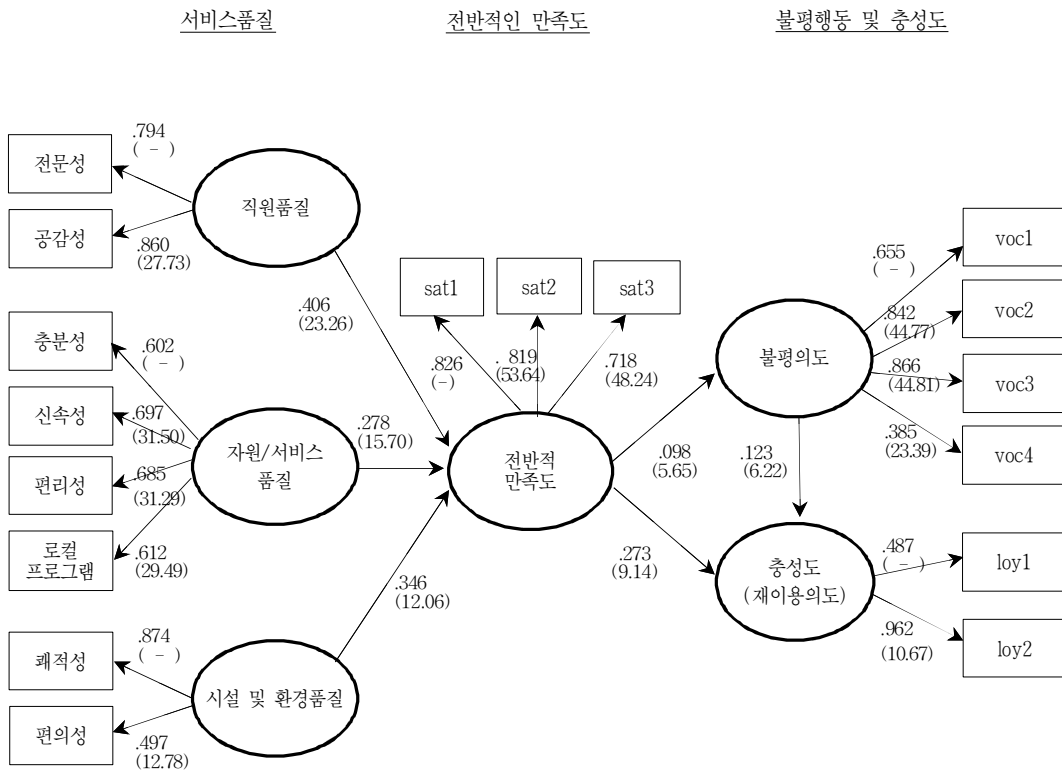 서비스품질
전반적인 만족도
불평행동 및 충성도
.794
( - )
전문성
직원품질
공감성
.860
(27.73)
.406
(23.26)
충분성
.602
( - )
신속성
.697
(31.50)
자원/서비스
품질
편리성
.685
(31.29)
로컬
프로그램
.612
(29.49)
.278
(15.70)
.874
( - )
쾌적성
시설 및 환경품질
편의성
.497
(12.78)
.346
(12.06)
sat1
sat2
sat3
.826
(-)
.819
(53.64)
.718
(48.24)
전반적
만족도
.098
(5.65)
.273
(9.14)
불평의도
.123
(6.22)
충성도
(재이용의도)
.655
( - )
voc1
.842
(44.77)
voc2
.866
(44.81)
voc3
.385
(23.39)
voc4
.487
( - )
loy1
.962
(10.67)
loy2